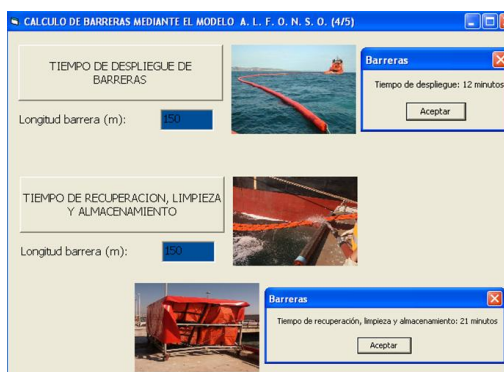 CALCULO DE BARRERAS MEDIANTE EL MODELO A. L. F. O. N. S. O. (4/5)
TIEMPO DE DESPLIEGUE DE
BARRERAS
Longitud barrera (m):
150
Barreras
Tiempo de despliegue: 12 minutos
Aceptar
TIEMPO DE RECUPERACION, LIMPIEZA
Y ALMACENAMIENTO
Longitud barrera (m):
150
Barreras
Tiempo de recuperación, limpieza y almacenamiento: 21 minutos
Aceptar